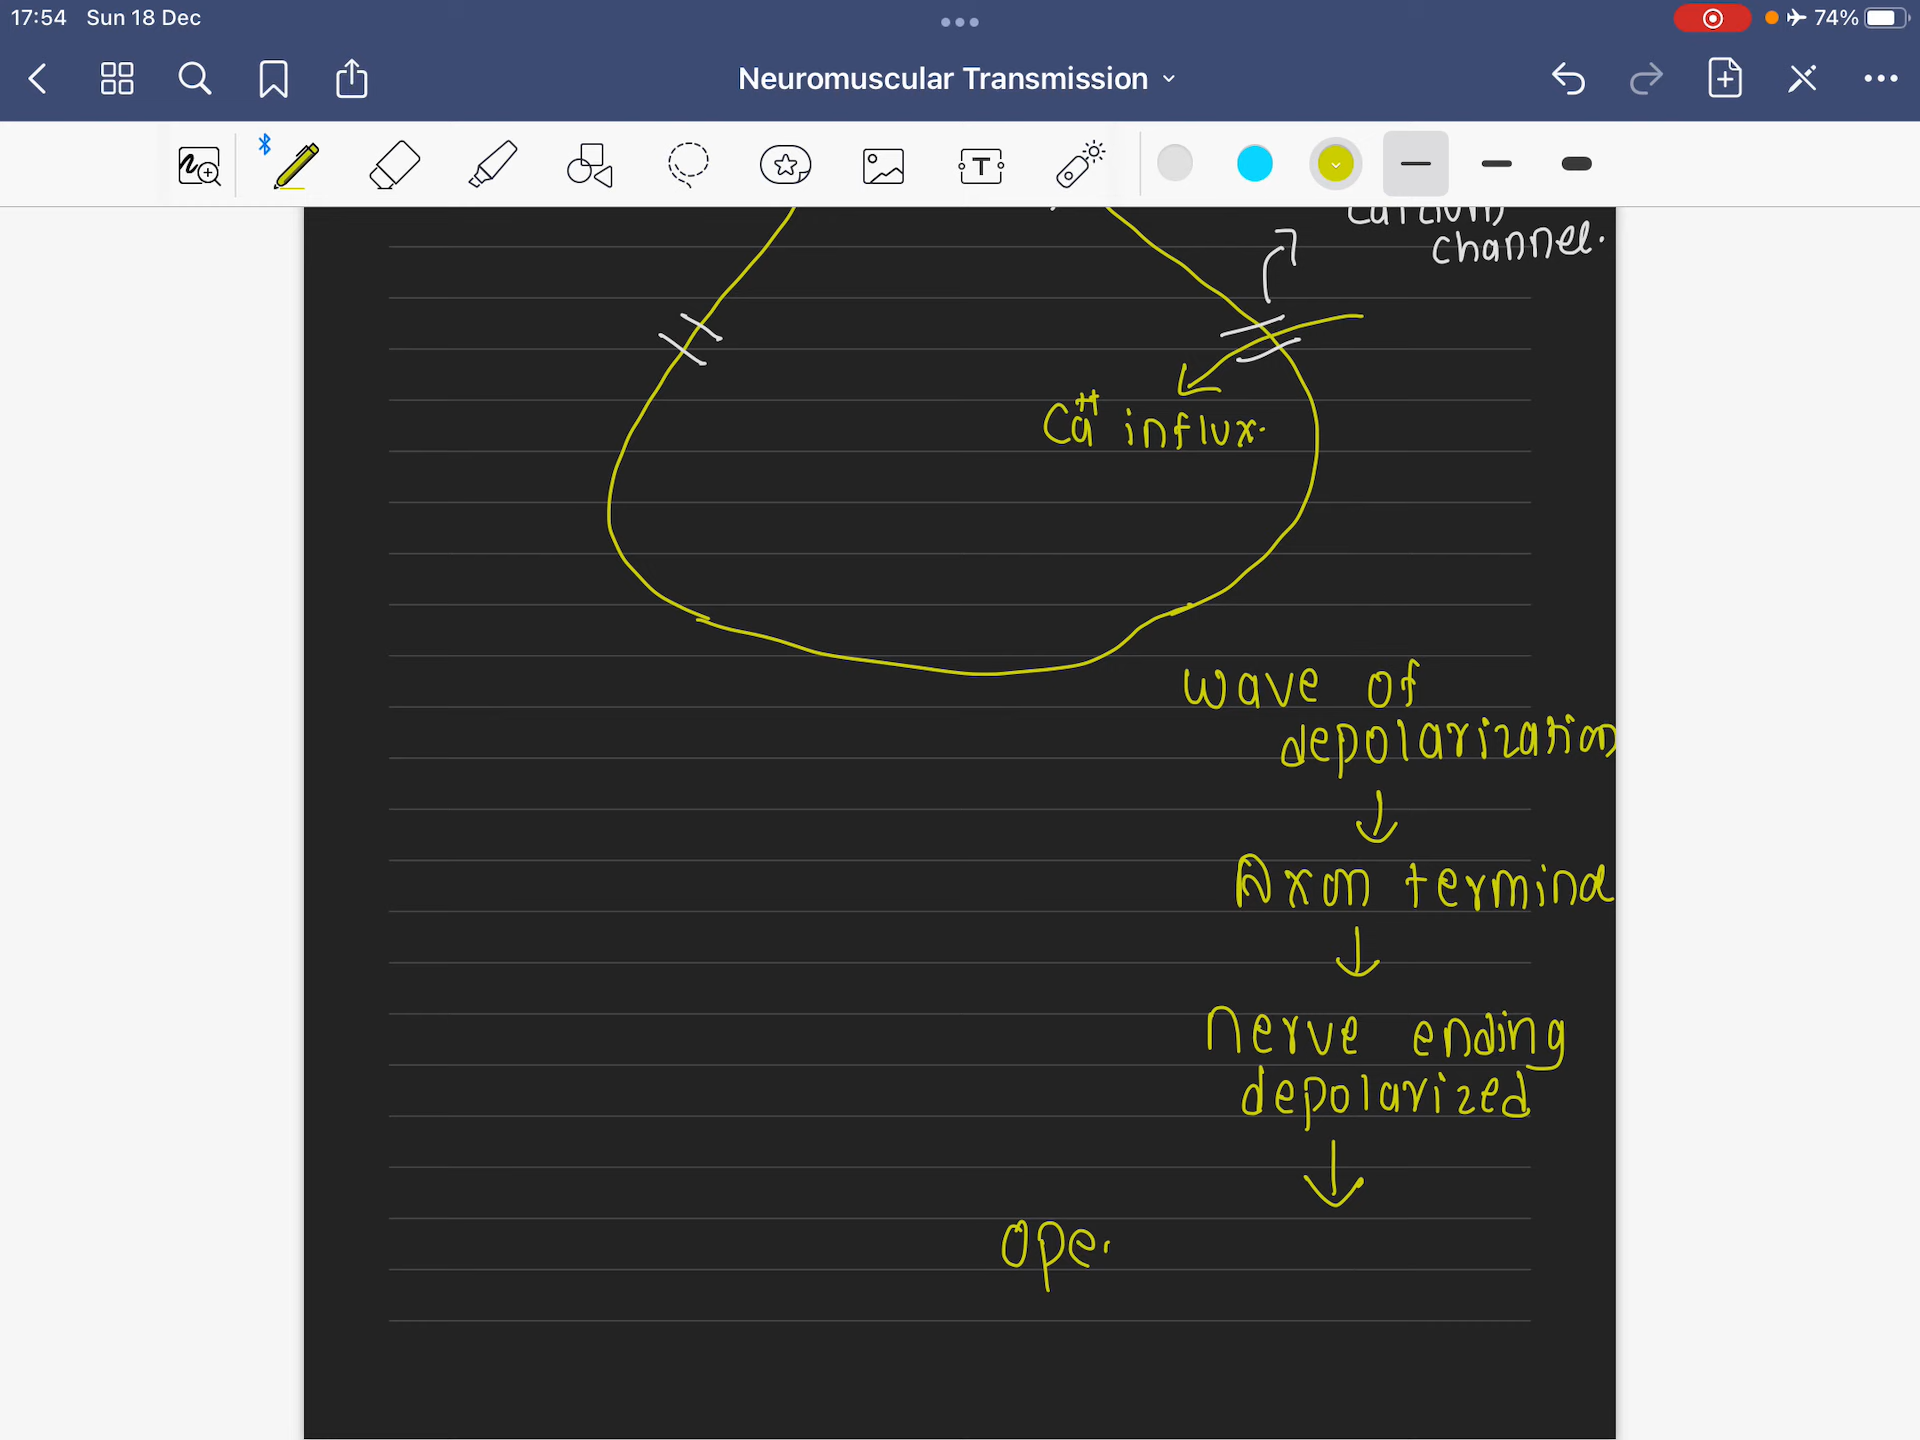 17:54 Sun 18 Dec
74%
Neuromuscular Transmission
channel.
Ca++ influx.
wave of
depolarization
Axon terminal
nerve ending
depolarized
ope